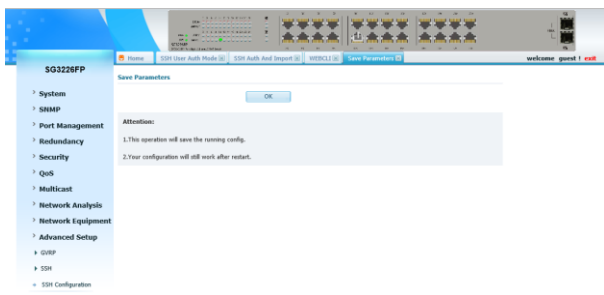 Home
SSH User Auth Mode
SSH Auth And Import
WEBCLI
Save Parameters
welcome guest ! exit
SG3226FP
Save Parameters
System
OK
SNMP
Attention:
Port Management
1.This operation will save the running config.
Redundancy
Security
2.Your configuration will still work after restart.
QoS
Multicast
Network Analysis
Network Equipment
Advanced Setup
GVRP
SSH
SSH Configuration